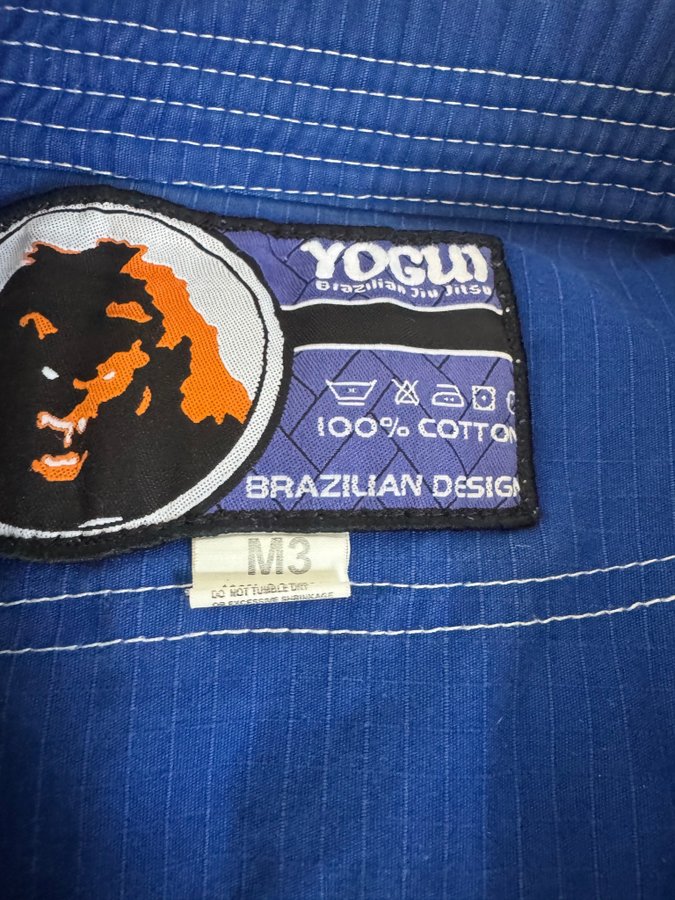 YOGUI
Brazilian Jiu Jitsu
100% COTTON
BRAZILIAN DESIGN
M3
DO NOT TUMBLE DRY
OR EXCESSIVE SHRINKAGE